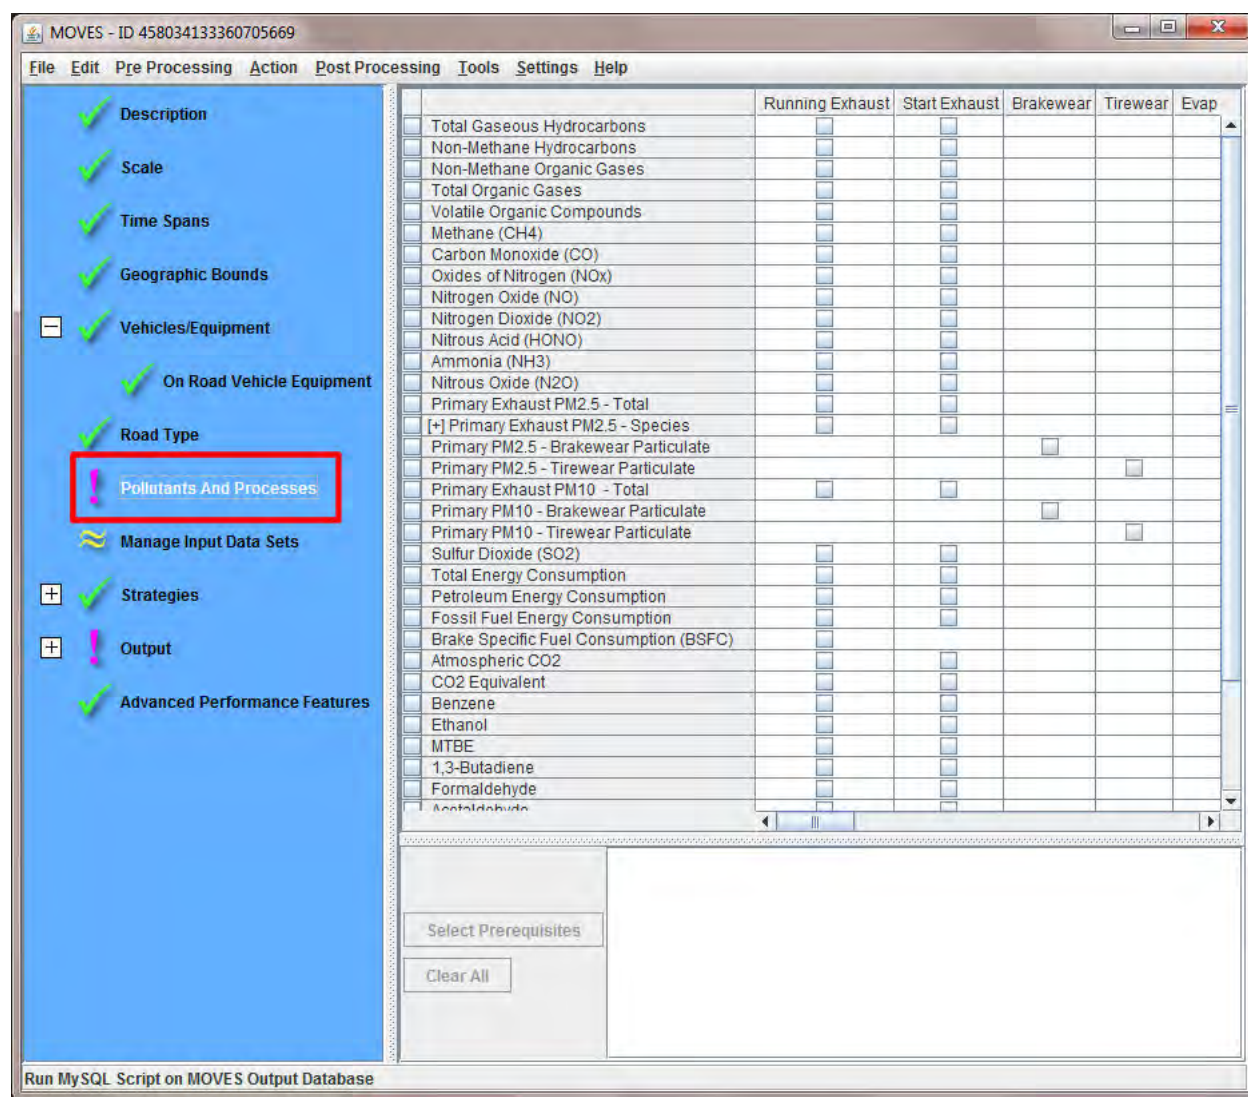 MOVES - ID 458034133360705669
File Edit Pre Processing Action Post Processing Tools Settings Help
Description
Scale
Time Spans
Geographic Bounds
Vehicles/Equipment
On Road Vehicle Equipment
Road Type
Pollutants And Processes
Manage Input Data Sets
Strategies
Output
Advanced Performance Features
Running Exhaust Start Exhaust Brakewear Tirewear Evap
Total Gaseous Hydrocarbons
Non-Methane Hydrocarbons
Non-Methane Organic Gases
Total Organic Gases
Volatile Organic Compounds
Methane (CH4)
Carbon Monoxide (CO)
Oxides of Nitrogen (NOx)
Nitrogen Oxide (NO)
Nitrogen Dioxide (NO2)
Nitrous Acid (HONO)
Ammonia (NH3)
Nitrous Oxide (N2O)
Primary Exhaust PM2.5 - Total
[+] Primary Exhaust PM2.5 - Species
Primary PM2.5 - Brakewear Particulate
Primary PM2.5 - Tirewear Particulate
Primary Exhaust PM10 - Total
Primary PM10 - Brakewear Particulate
Primary PM10 - Tirewear Particulate
Sulfur Dioxide (SO2)
Total Energy Consumption
Petroleum Energy Consumption
Fossil Fuel Energy Consumption
Brake Specific Fuel Consumption (BSFC)
Atmospheric CO2
CO2 Equivalent
Benzene
Ethanol
MTBE
1,3-Butadiene
Formaldehyde
Acetaldehyde
Select Prerequisites
Clear All
Run MySQL Script on MOVES Output Database